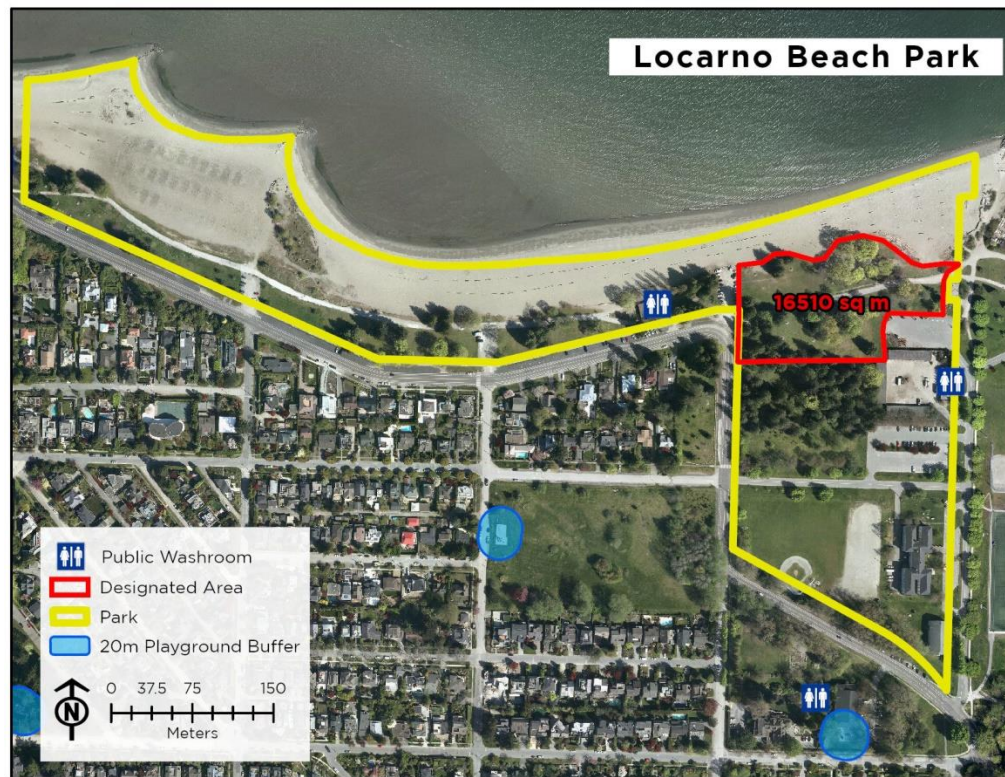 Locarno Beach Park
16510 sq m
Public Washroom
Designated Area
Park
20m Playground Buffer
N
0 37.5 75 150
Meters